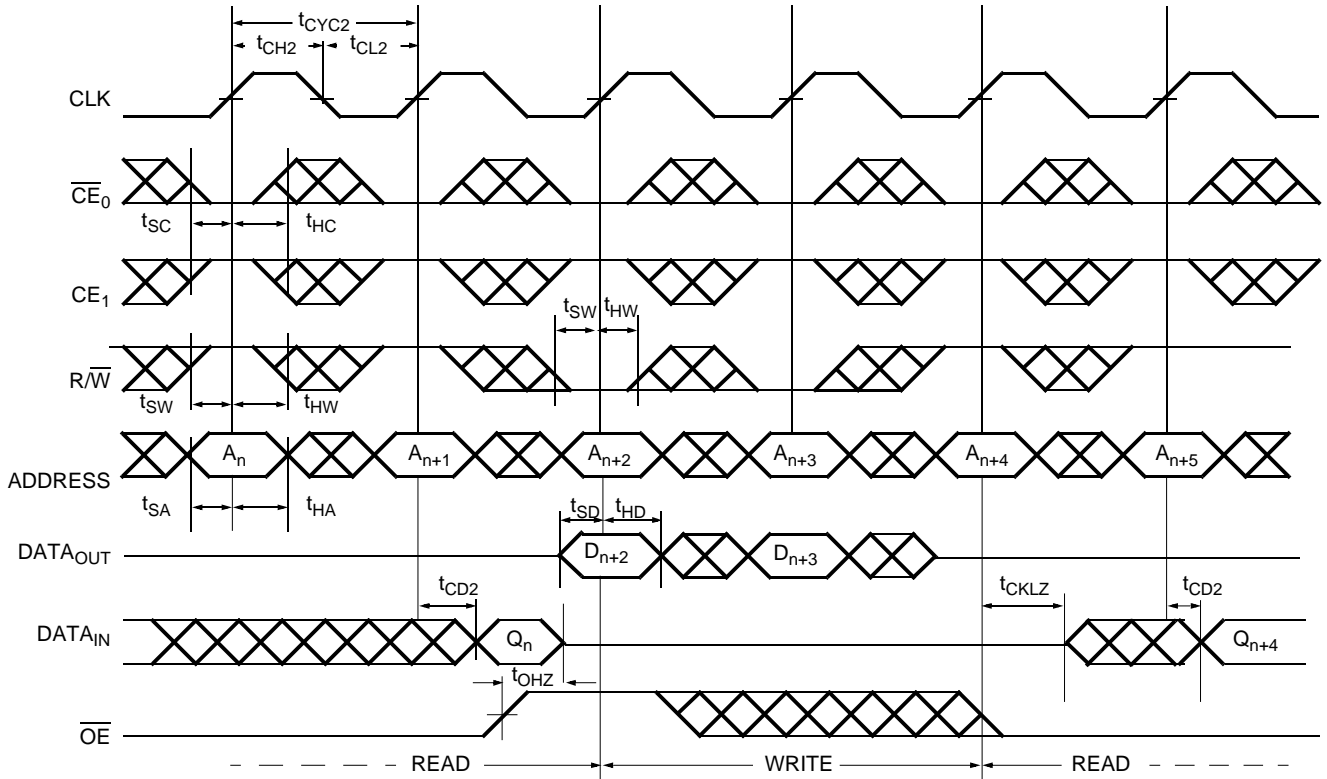 tCYC2
tCH2 tCL2
CLK
CE0
tSC tHC
CE1
tSW tHW
R/W
tSW tHW
An An+1 An+2 An+3 An+4 An+5
ADDRESS
tSA tHA tSD tHD
DATAOUT Dn+2 Dn+3
tCD2 tCKLZ tCD2
DATAIN Qn Qn+4
tOHZ
OE
READ WRITE READ